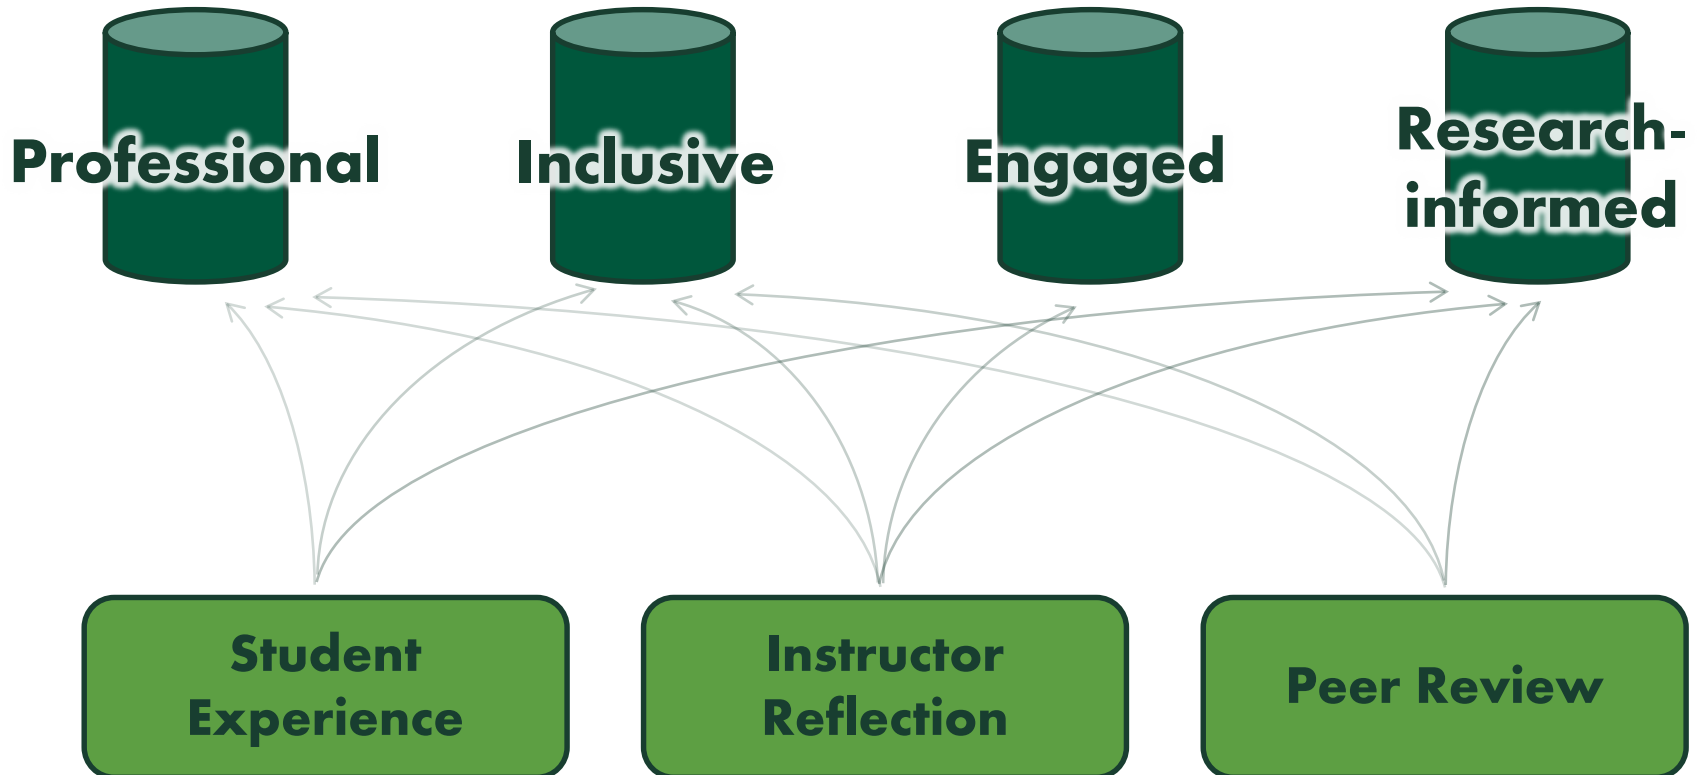 Professional
Inclusive
Engaged
Research-
informed
Student
Experience
Instructor
Reflection
Peer Review